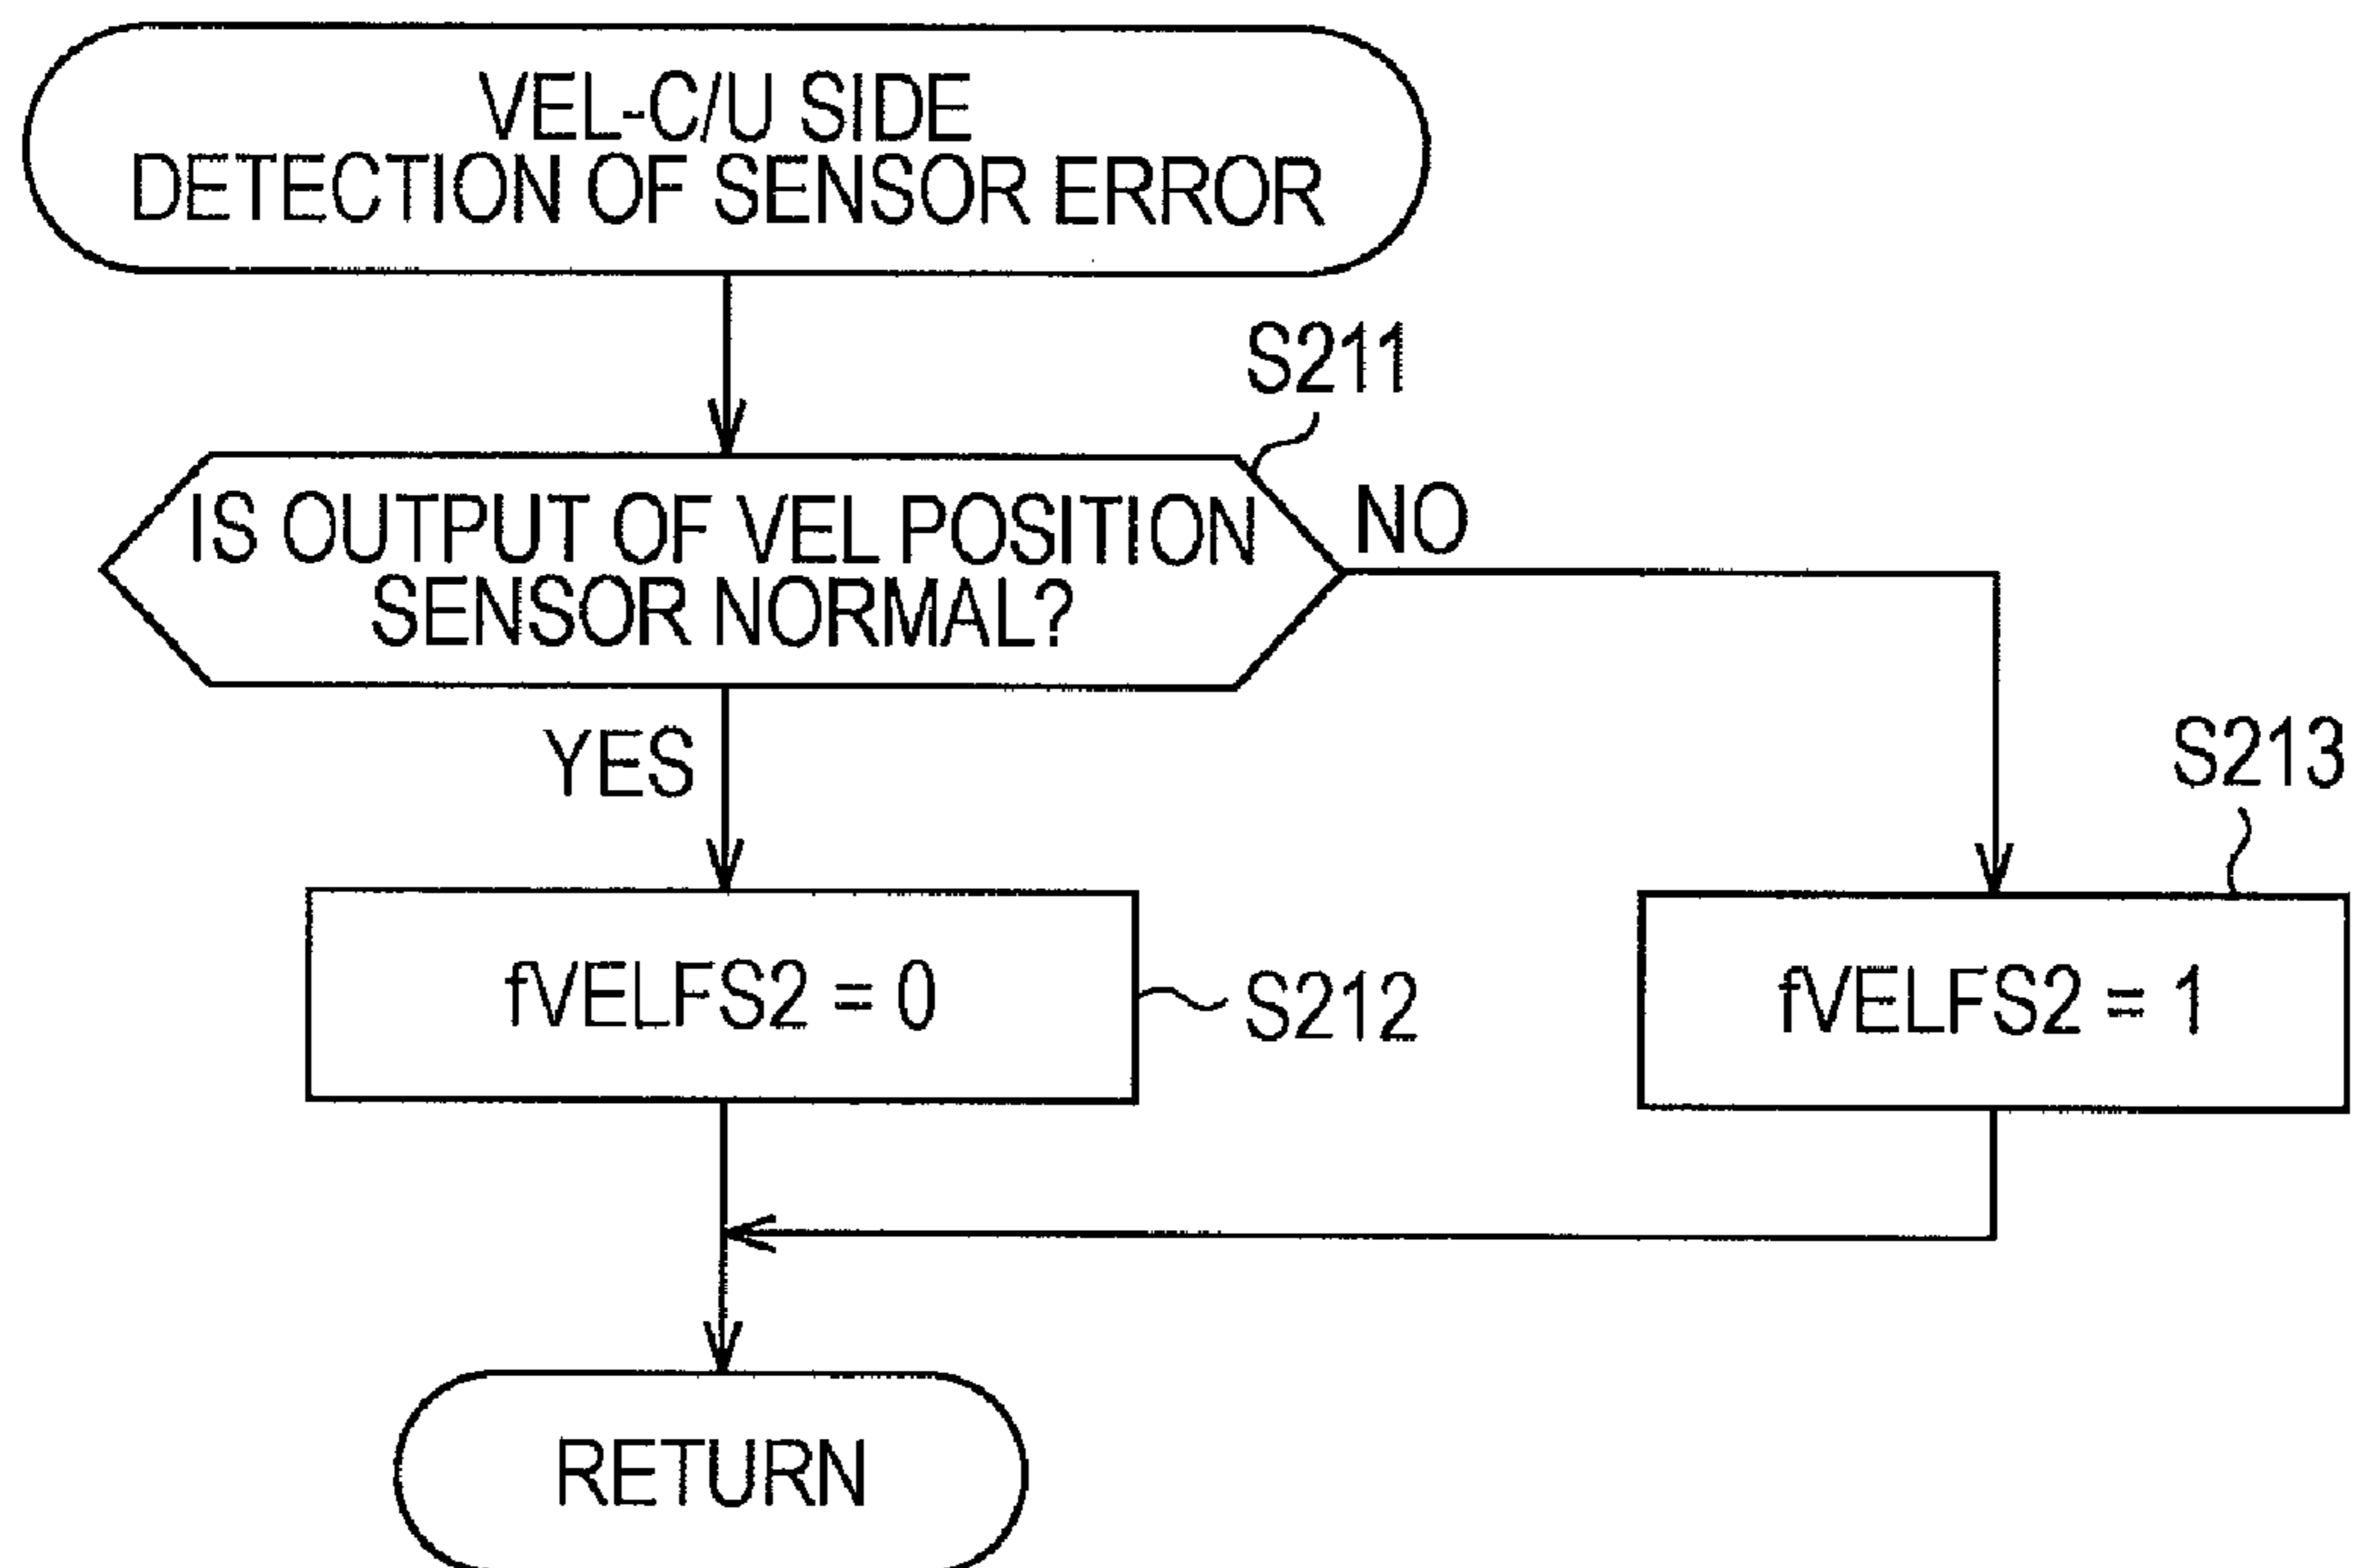 VEL-C/U SIDE
DETECTION OF SENSOR ERROR
S211
IS OUTPUT OF VEL POSITION
SENSOR NORMAL?
NO
YES
S213
fVELFS2 = 0
S212
fVELFS2 = 1
RETURN